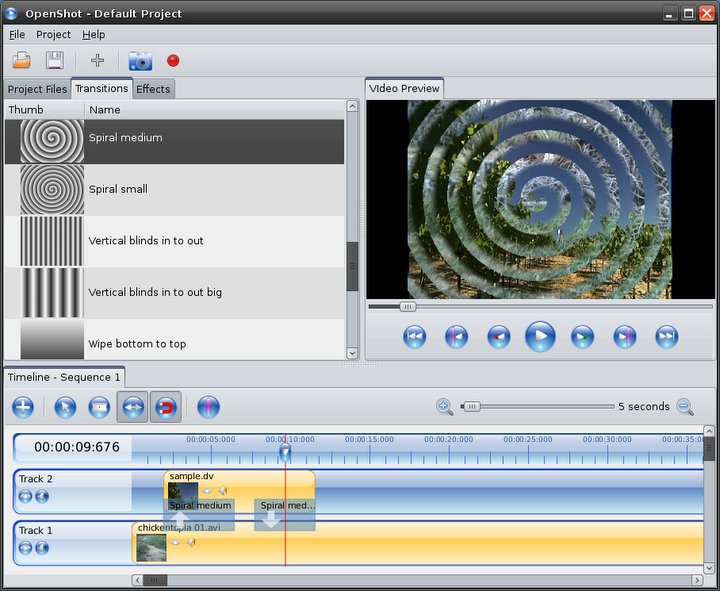 OpenShot - Default Project
File Project Help
Project Files Transitions Effects
VIdeo Preview
Thumb Name
Spiral medium
Spiral small
Vertical blinds in to out
Vertical blinds in to out big
Wipe bottom to top
Timeline - Sequence 1
5 seconds
00:00:09:676
00:00:05:000 00:00:10:000 00:00:15:000 00:00:20:000 00:00:25:000 00:00:30:000 00:00:35:00
Track 2
sample.dv
Spiral medium Spiral med...
Track 1
chickentopia 01.avi